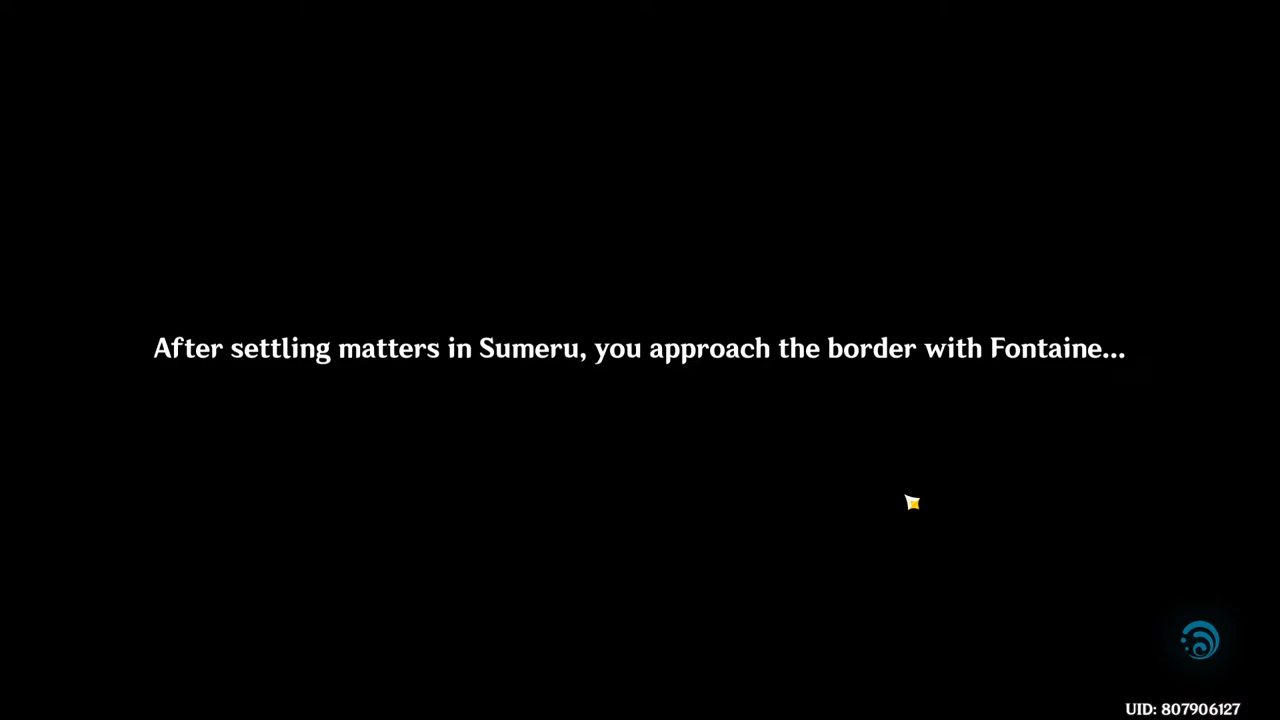 After settling matters in Sumeru, you approach the border with Fontaine...
UID: 807906127